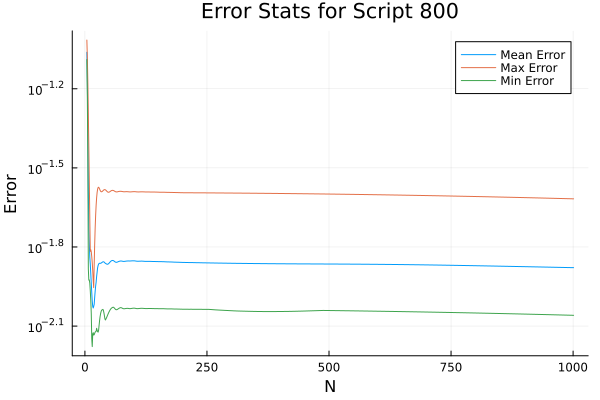 Error Stats for Script 800
Mean Error
Max Error
Min Error
10^−1.2
10^−1.5
10^−1.8
10^−2.1
Error
0 250 500 750 1000
N